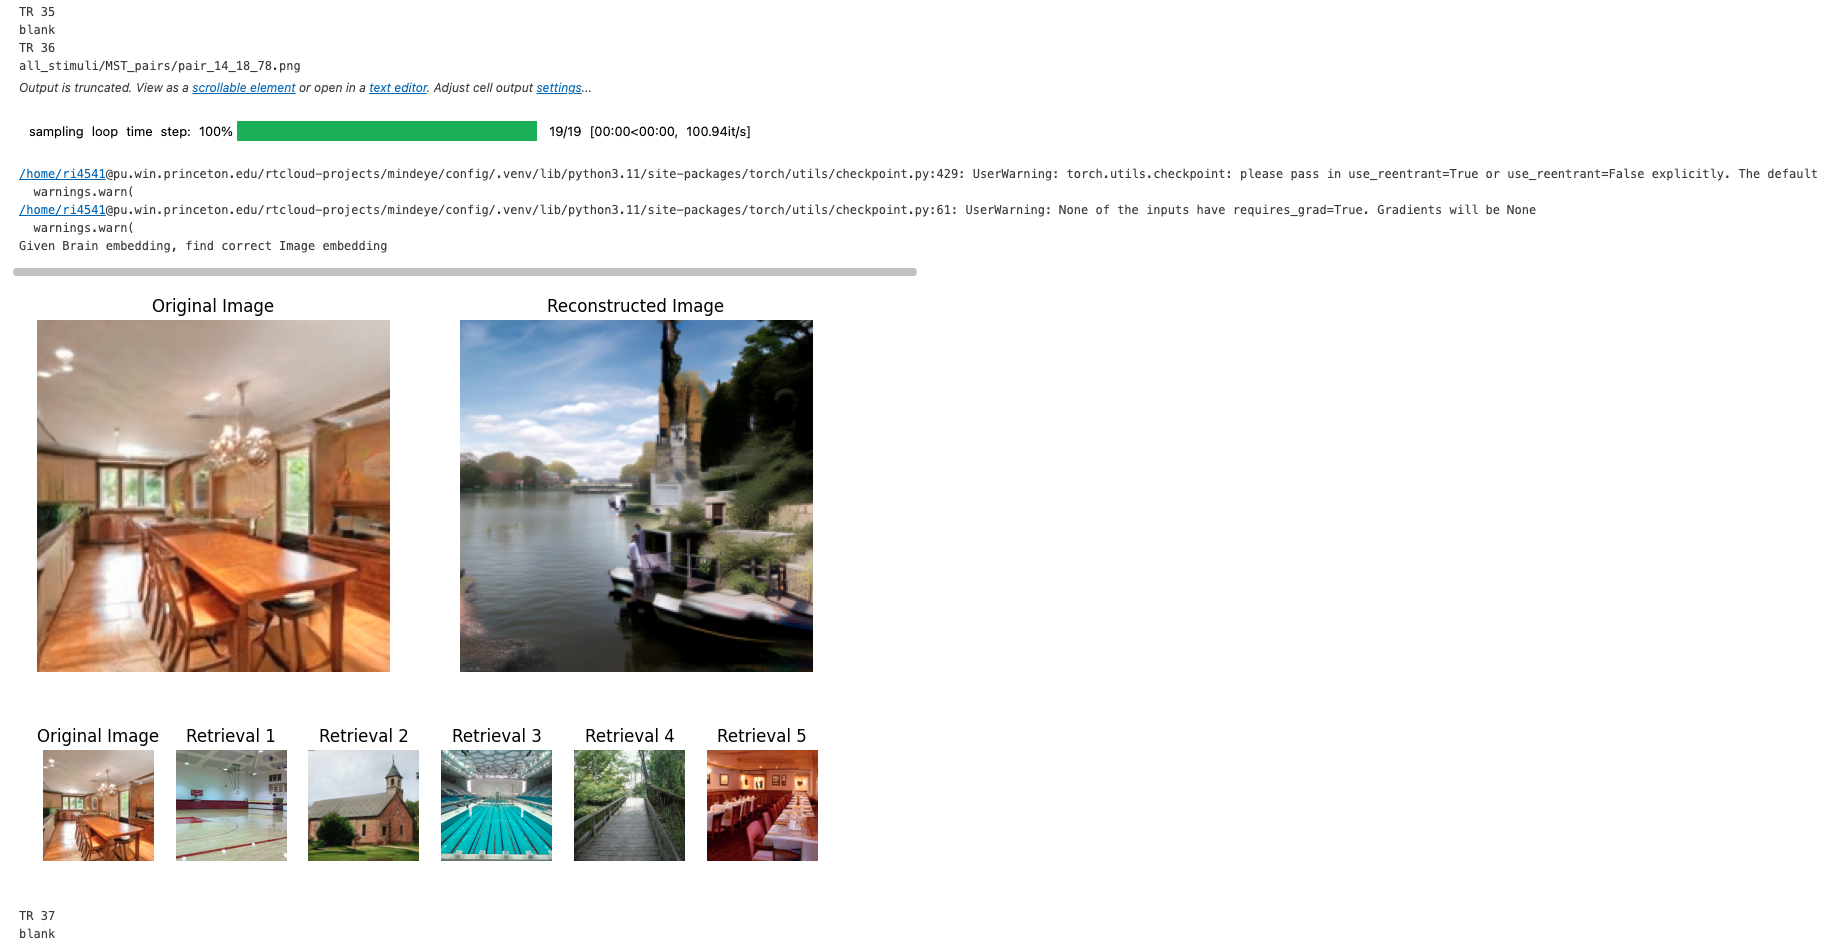 TR 35
blank
TR 36
all_stimuli/MST_pairs/pair_14_18_78.png
Output is truncated. View as a scrollable element or open in a text editor. Adjust cell output settings...
sampling loop time step: 100% 19/19 [00:00<00:00, 100.94it/s]
/home/ri4541@pu.win.princeton.edu/rtcloud-projects/mindeye/config/.venv/lib/python3.11/site-packages/torch/utils/checkpoint.py:429: UserWarning: torch.utils.checkpoint: please pass in use_reentrant=True or use_reentrant=False explicitly. The default
warnings.warn(
/home/ri4541@pu.win.princeton.edu/rtcloud-projects/mindeye/config/.venv/lib/python3.11/site-packages/torch/utils/checkpoint.py:61: UserWarning: None of the inputs have requires_grad=True. Gradients will be None
warnings.warn(
Given Brain embedding, find correct Image embedding
Original Image Reconstructed Image
Original Image Retrieval 1 Retrieval 2 Retrieval 3 Retrieval 4 Retrieval 5
TR 37
blank